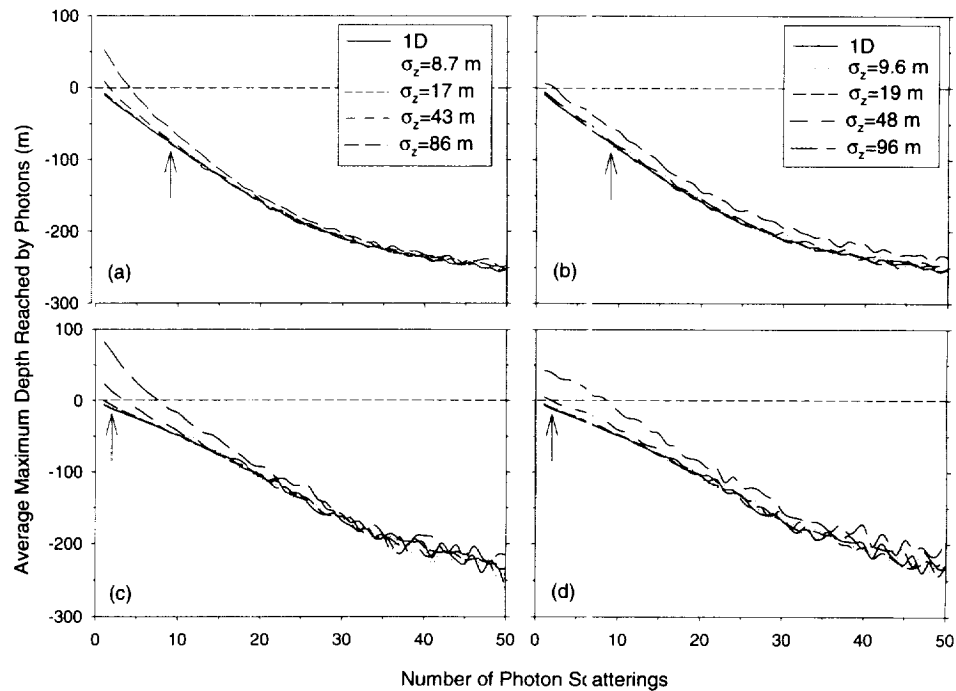 100
0
-100
-200
-300
1D
σz=8.7 m
σz=17 m
σz=43 m
σz=86 m
(a)
1D
σz=9.6 m
σz=19 m
σz=48 m
σz=96 m
(b)
100
0
-100
-200
-300
(c)
(d)
0 10 20 30 40 50
0 10 20 30 40 50
Average Maximum Depth Reached by Photons (m)
Number of Photon Scatterings